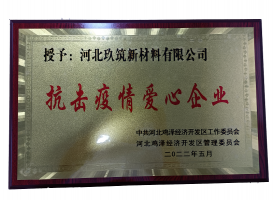 授予：河北玖筑新材料有限公司
抗击疫情爱心企业
中共河北鸡泽经济开发区工作委员会
河北鸡泽经济开发区管理委员会
二〇二二年五月